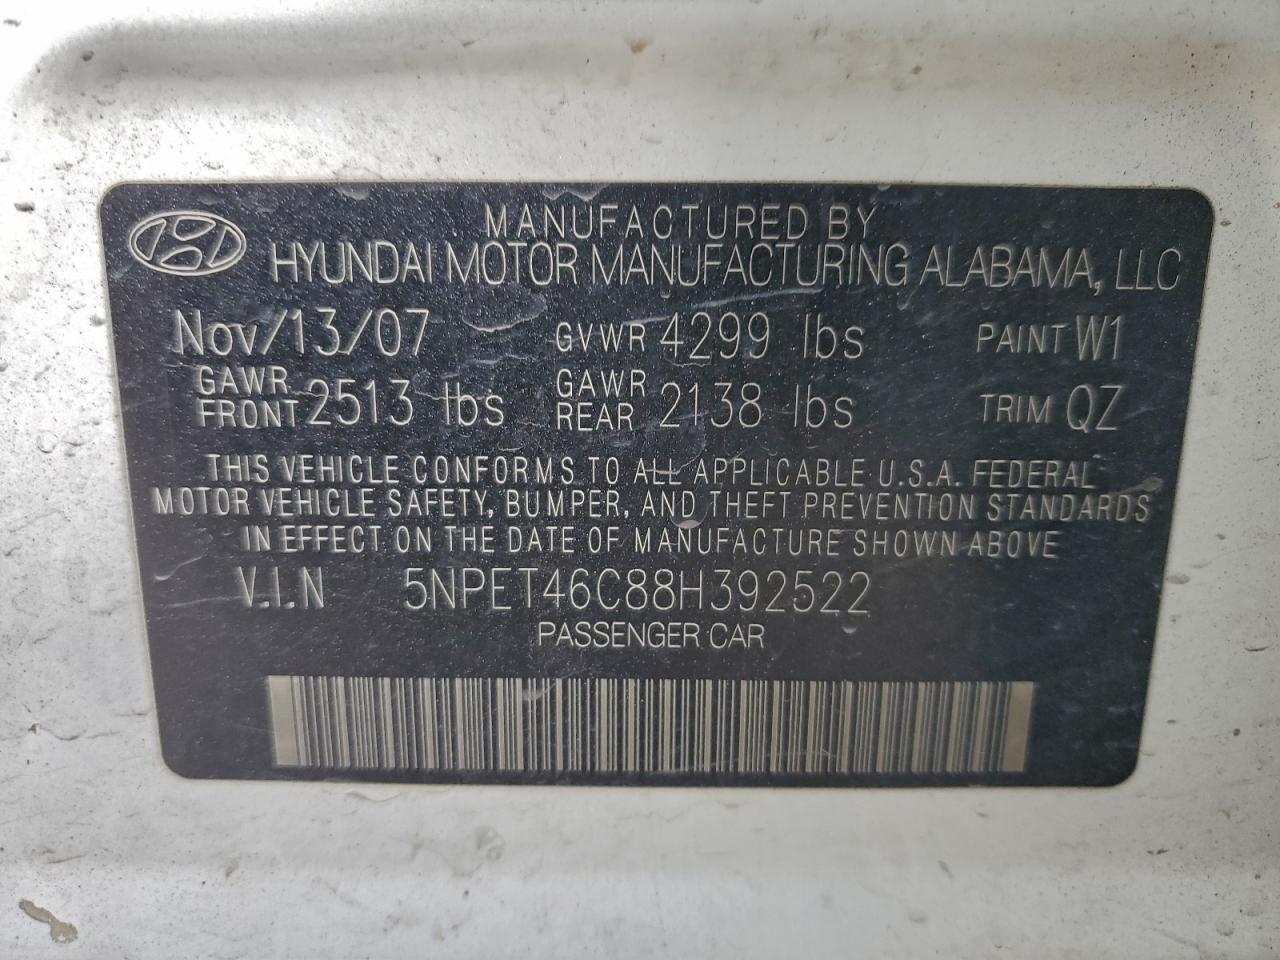 MANUFACTURED BY
HYUNDAI MOTOR MANUFACTURING ALABAMA, LLC
Nov/13/07 GVWR 4299 lbs PAINT W1
GAWR FRONT 2513 lbs GAWR REAR 2138 lbs TRIM QZ
THIS VEHICLE CONFORMS TO ALL APPLICABLE U.S.A. FEDERAL
MOTOR VEHICLE SAFETY, BUMPER, AND THEFT PREVENTION STANDARDS
IN EFFECT ON THE DATE OF MANUFACTURE SHOWN ABOVE
V.I.N 5NPET46C88H392522
PASSENGER CAR